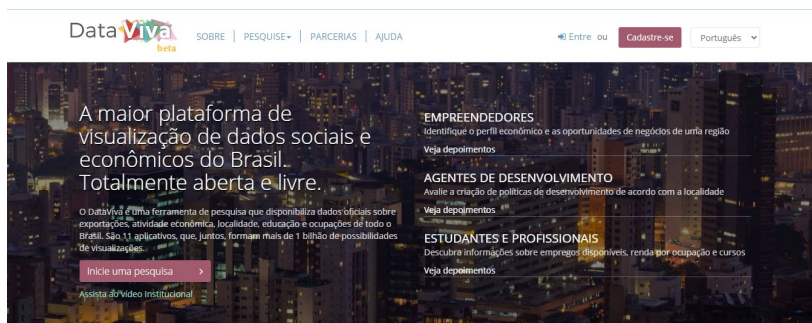 DataViva
beta
SOBRE | PESQUISE | PARCERIAS | AJUDA
Entre ou Cadastre-se Português
A maior plataforma de
visualização de dados sociais e
econômicos do Brasil.
Totalmente aberta e livre.
O DataViva é uma ferramenta de pesquisa que disponibiliza dados oficiais sobre
exportações, atividade econômica, localidade, educação e ocupações de todo o
Brasil. São 11 aplicativos, que, juntos, formam mais de 1 bilhão de possibilidades
de visualizações.
Inicie uma pesquisa >
Assista ao vídeo Institucional
EMPREENDEDORES
Identifique o perfil econômico e as oportunidades de negócios de uma região
Veja depoimentos
AGENTES DE DESENVOLVIMENTO
Avalie a criação de políticas de desenvolvimento de acordo com a localidade
Veja depoimentos
ESTUDANTES E PROFISSIONAIS
Descubra informações sobre empregos disponíveis, renda por ocupação e cursos
Veja depoimentos